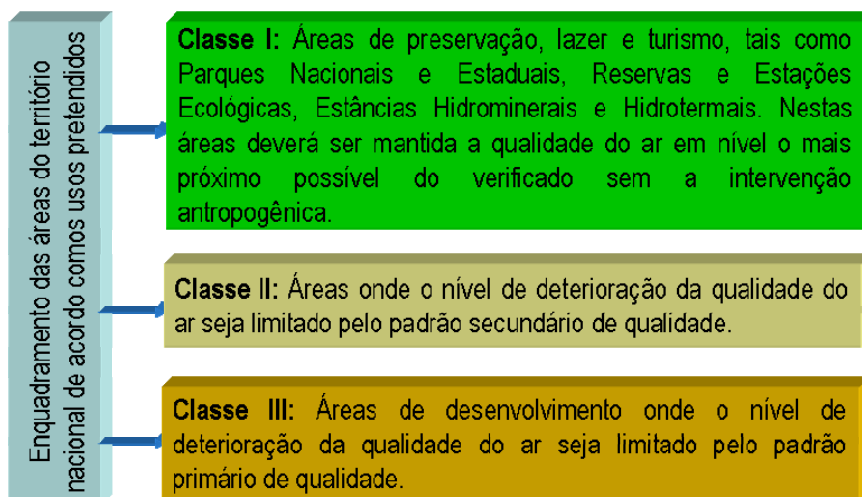 Enquadramento das áreas do território
nacional de acordo comos usos pretendidos
Classe I: Áreas de preservação, lazer e turismo, tais como
Parques Nacionais e Estaduais, Reservas e Estações
Ecológicas, Estâncias Hidrominerais e Hidrotermais. Nestas
áreas deverá ser mantida a qualidade do ar em nível o mais
próximo possível do verificado sem a intervenção
antropogênica.
Classe II: Áreas onde o nível de deterioração da qualidade do
ar seja limitado pelo padrão secundário de qualidade.
Classe III: Áreas de desenvolvimento onde o nível de
deterioração da qualidade do ar seja limitado pelo padrão
primário de qualidade.